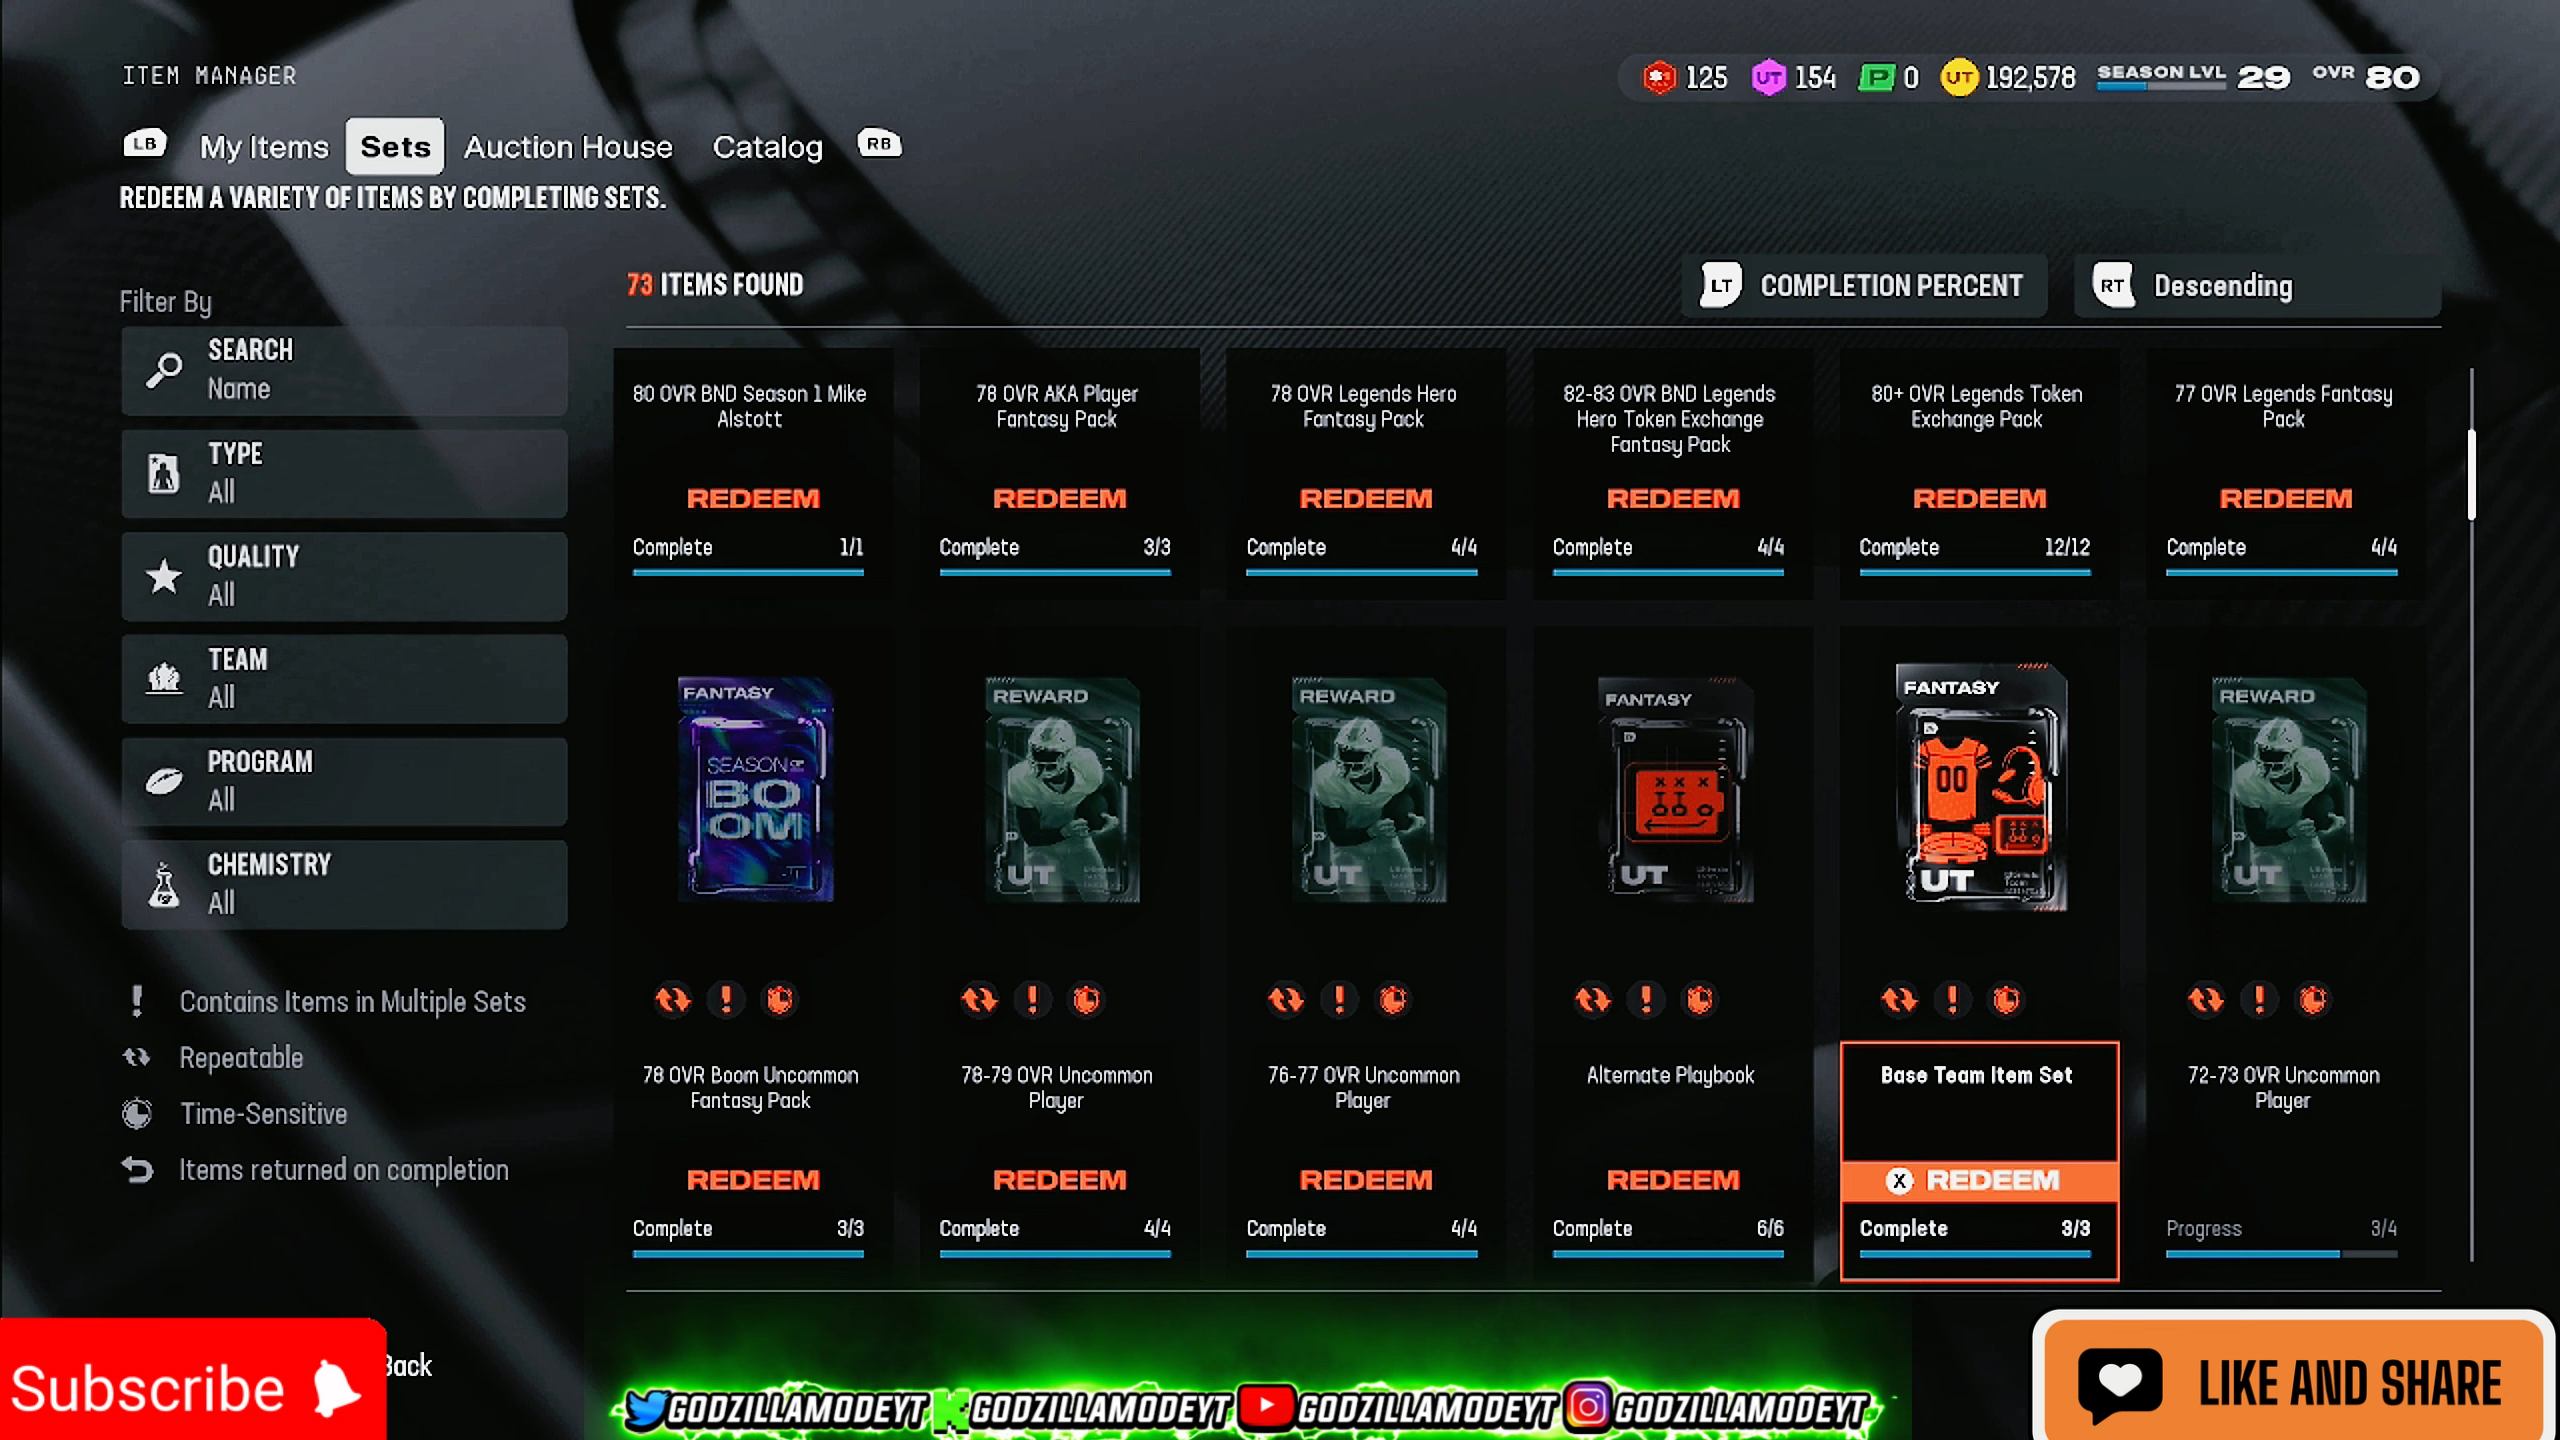 ITEM MANAGER
125 UT 154 P 0 UT 192,578 SEASON LVL 29 OVR 80
LB My Items Sets Auction House Catalog RB
REDEEM A VARIETY OF ITEMS BY COMPLETING SETS.
73 ITEMS FOUND
LT COMPLETION PERCENT
RT Descending
Filter By
SEARCH
Name
TYPE
All
QUALITY
All
TEAM
All
PROGRAM
All
CHEMISTRY
All
! Contains Items in Multiple Sets
Repeatable
Time-Sensitive
Items returned on completion
80 OVR BND Season 1 Mike
Alstott
REDEEM
Complete 1/1
78 OVR AKA Player
Fantasy Pack
REDEEM
Complete 3/3
78 OVR Legends Hero
Fantasy Pack
REDEEM
Complete 4/4
82-83 OVR BND Legends
Hero Token Exchange
Fantasy Pack
REDEEM
Complete 4/4
80+ OVR Legends Token
Exchange Pack
REDEEM
Complete 12/12
77 OVR Legends Fantasy
Pack
REDEEM
Complete 4/4
FANTASY
SEASON OF
BO
OM
78 OVR Boom Uncommon
Fantasy Pack
REDEEM
Complete 3/3
REWARD
UT
78-79 OVR Uncommon
Player
REDEEM
Complete 4/4
REWARD
UT
76-77 OVR Uncommon
Player
REDEEM
Complete 4/4
FANTASY
UT
Alternate Playbook
REDEEM
Complete 6/6
FANTASY
00
UT
Base Team Item Set
X REDEEM
Complete 3/3
REWARD
UT
72-73 OVR Uncommon
Player
Progress 3/4
Subscribe
Back
GODZILLAMODEYT K GODZILLAMODEYT GODZILLAMODEYT GODZILLAMODEYT
LIKE AND SHARE